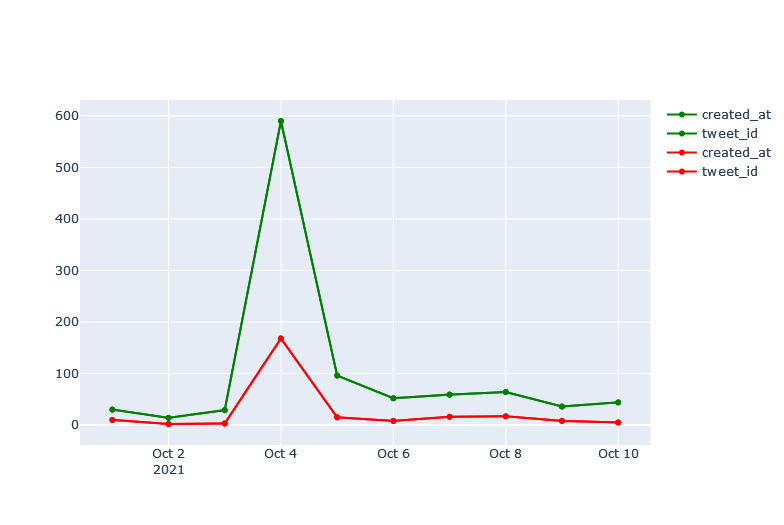 600
500
400
300
200
100
0
Oct 2
2021
Oct 4
Oct 6
Oct 8
Oct 10
created_at
tweet_id
created_at
tweet_id